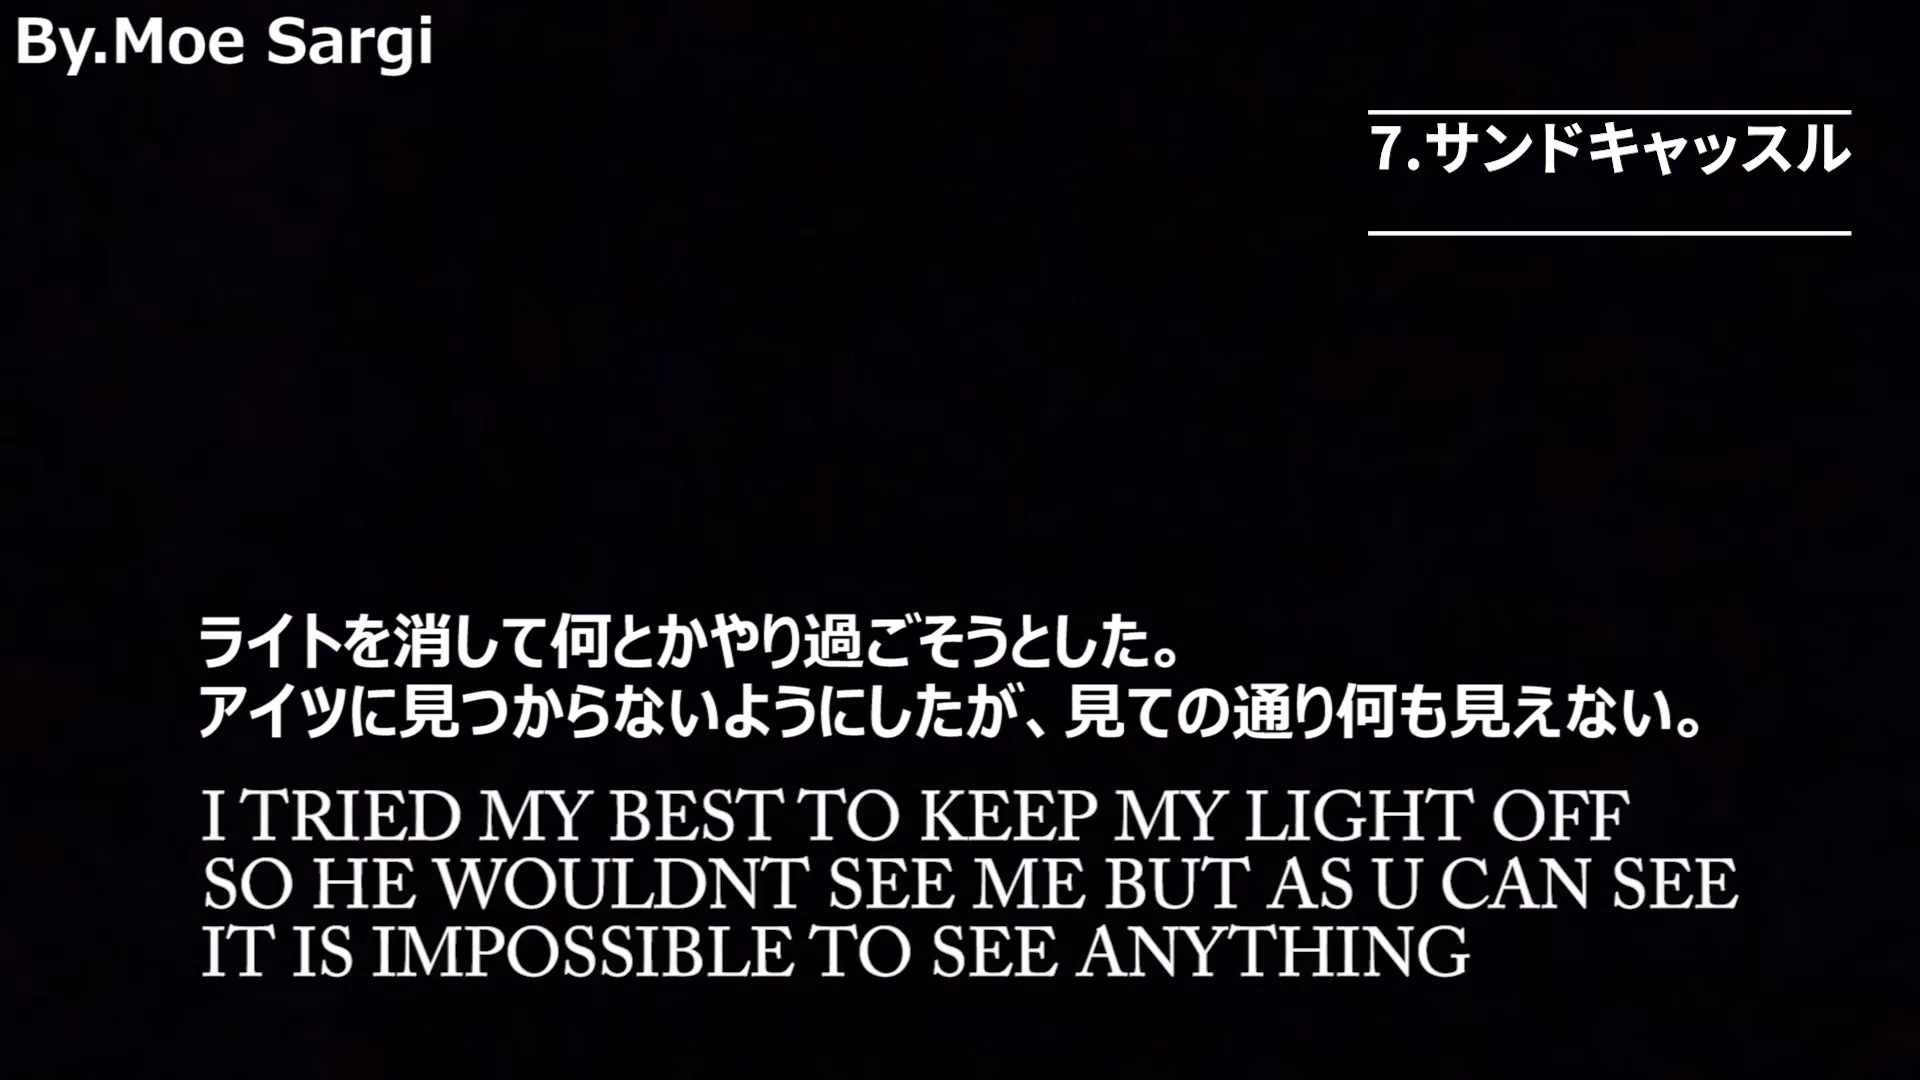 By.Moe Sargi
7.サンドキャッスル
ライトを消して何とかやり過ごそうとした。
アイツに見つからないようにしたが、見ての通り何も見えない。
I TRIED MY BEST TO KEEP MY LIGHT OFF
SO HE WOULDNT SEE ME BUT AS U CAN SEE
IT IS IMPOSSIBLE TO SEE ANYTHING